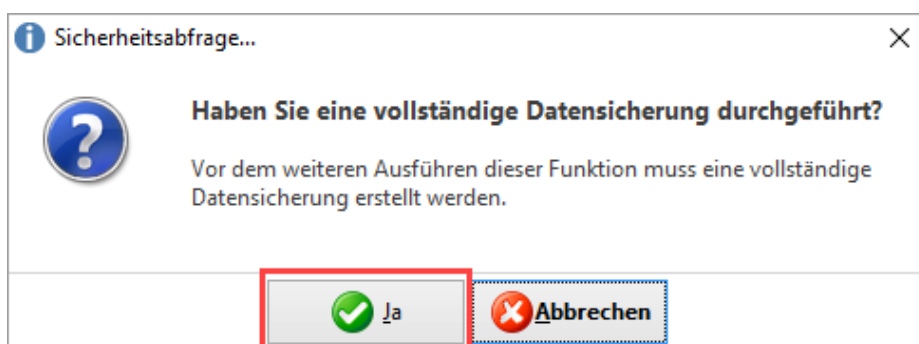 Sicherheitsabfrage...
Haben Sie eine vollständige Datensicherung durchgeführt?
Vor dem weiteren Ausführen dieser Funktion muss eine vollständige
Datensicherung erstellt werden.
Ja
Abbrechen